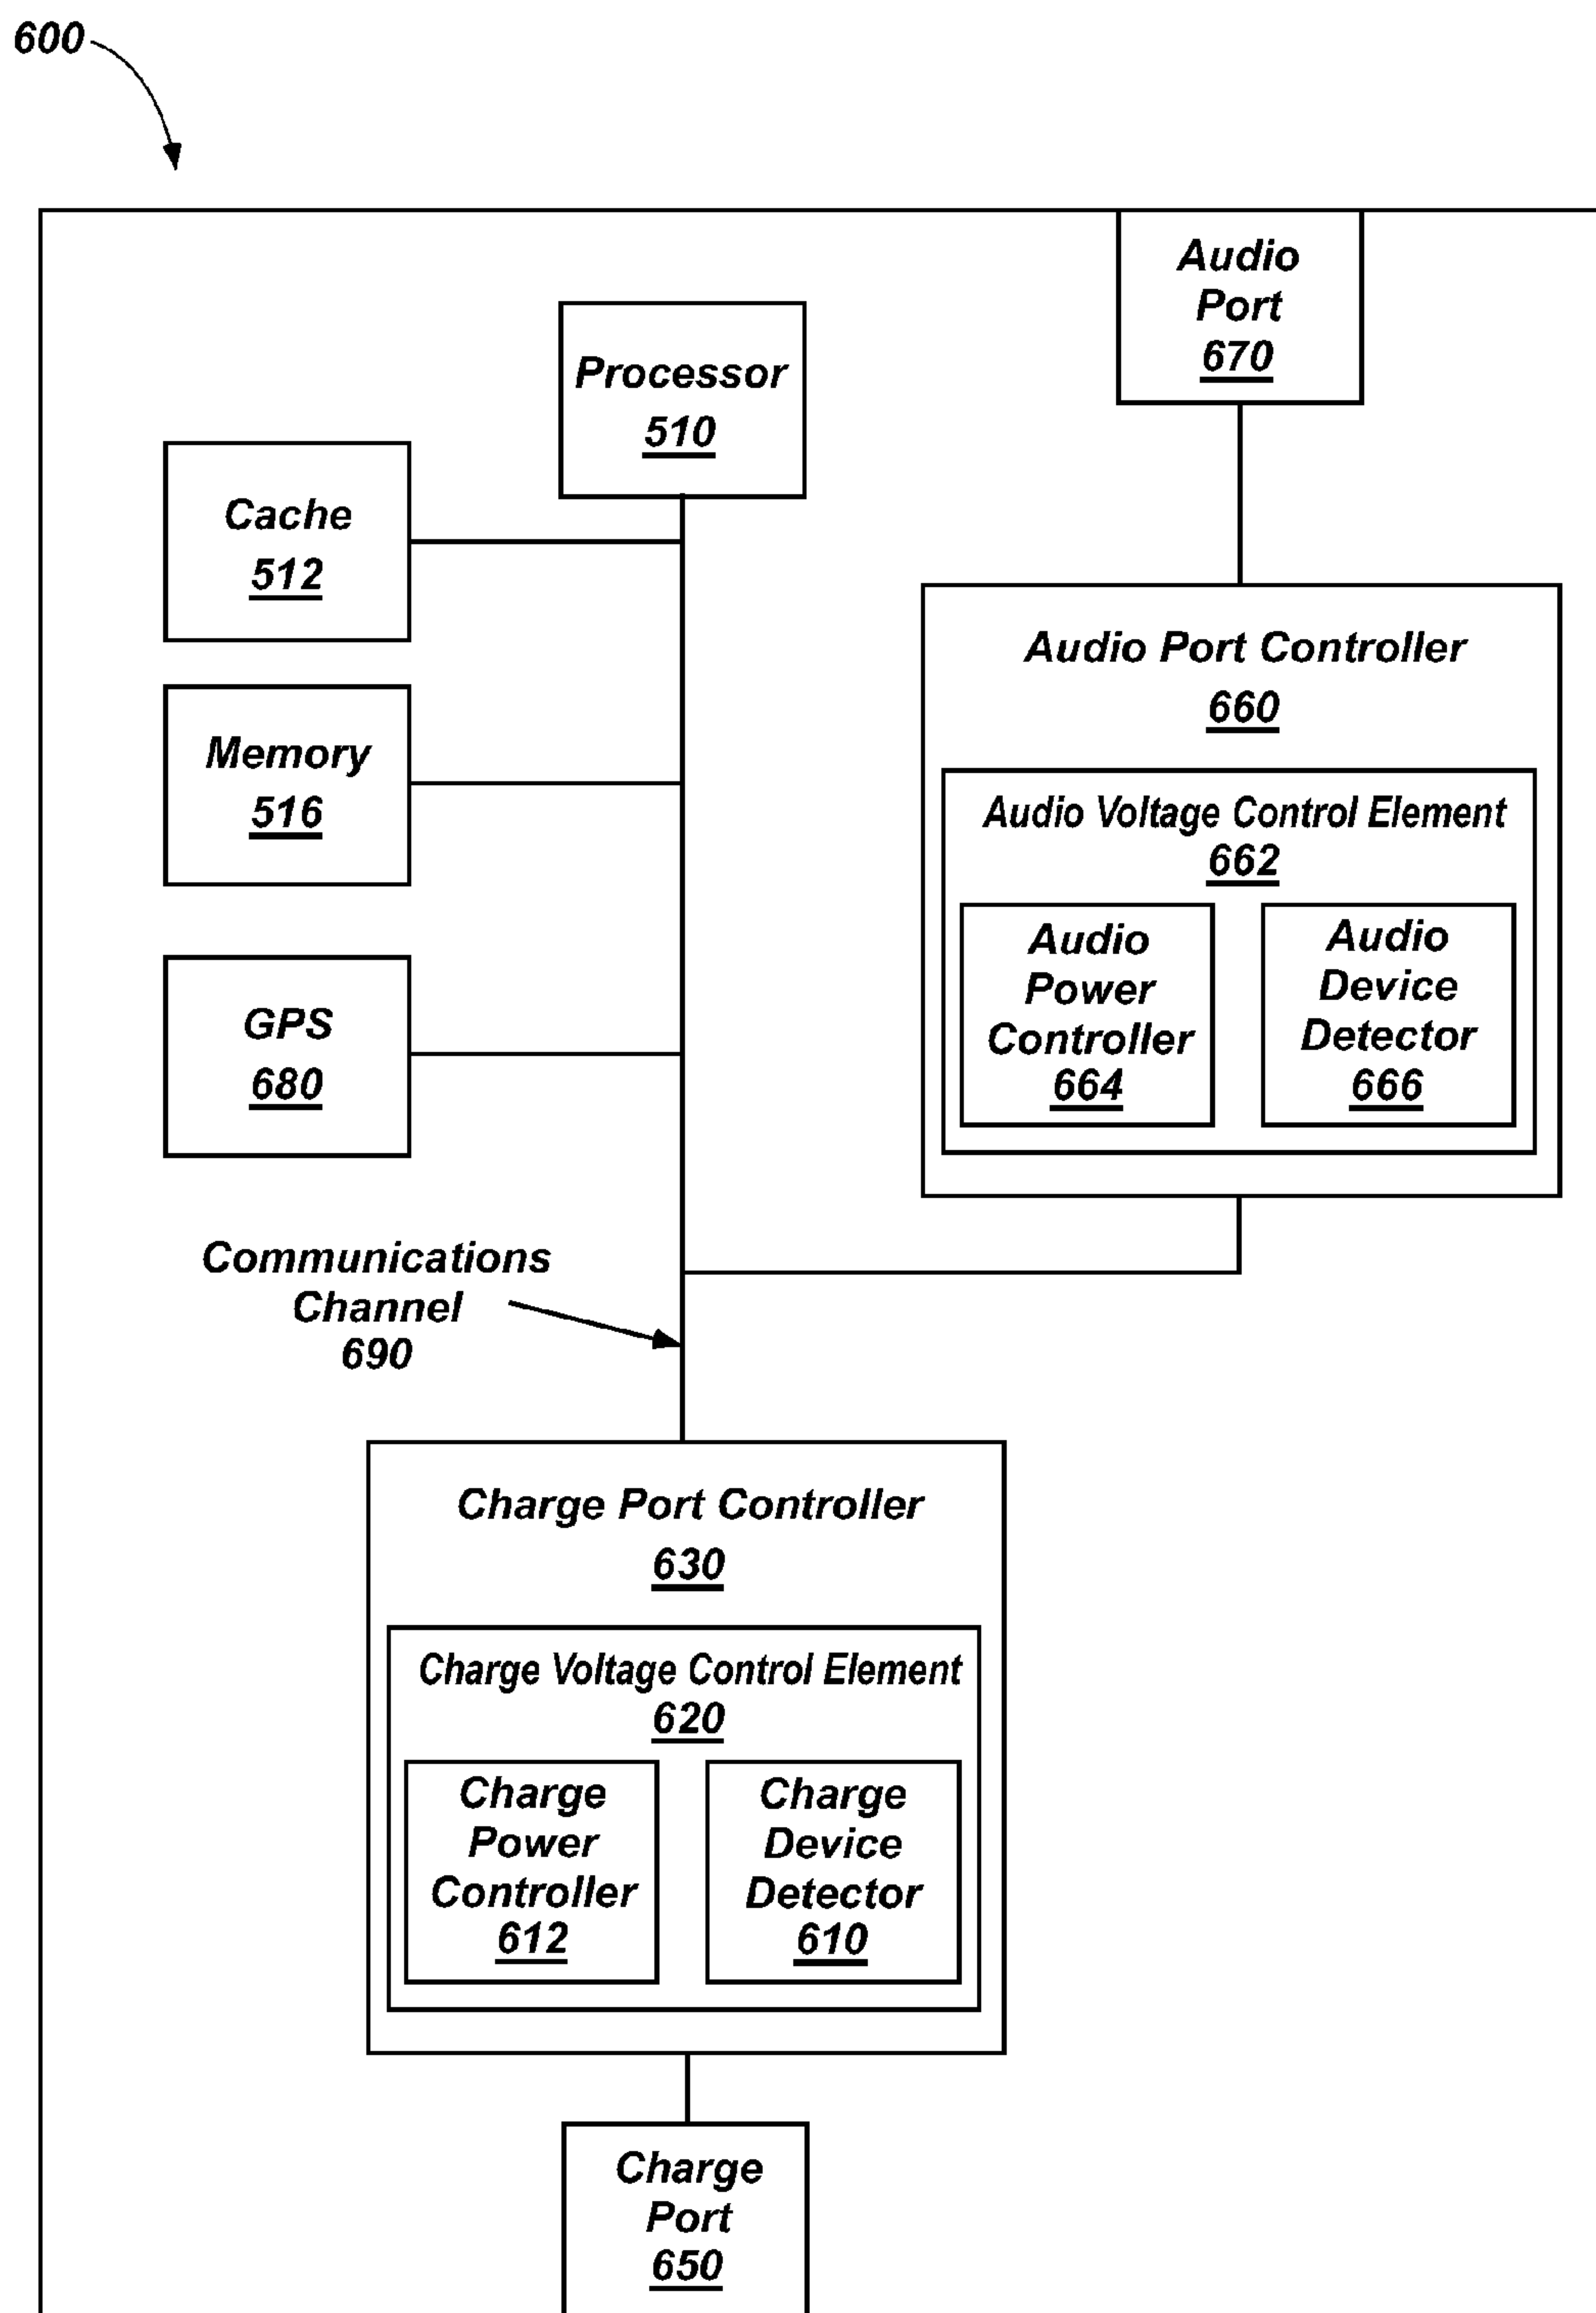 600
Audio
Port
670
Processor
510
Cache
512
Memory
516
GPS
680
Audio Port Controller
660
Audio Voltage Control Element
662
Audio
Power
Controller
664
Audio
Device
Detector
666
Communications
Channel
690
Charge Port Controller
630
Charge Voltage Control Element
620
Charge
Power
Controller
612
Charge
Device
Detector
610
Charge
Port
650